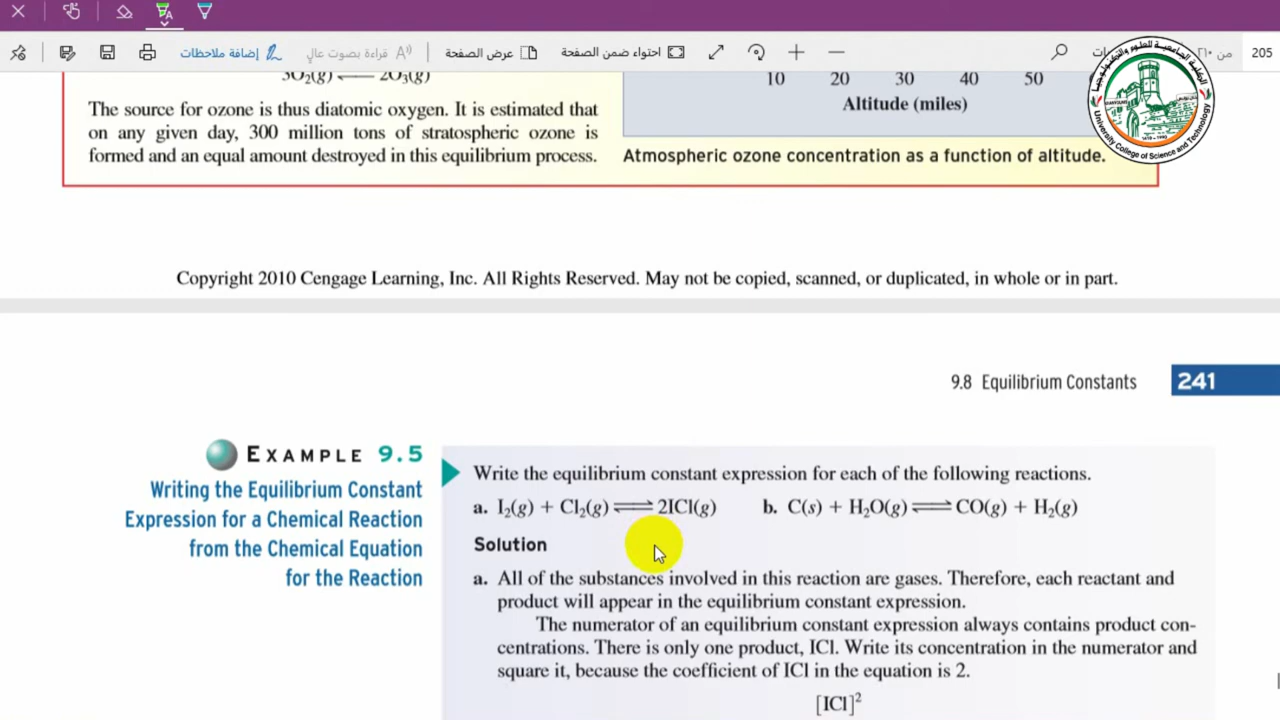 إضافة ملاحظات
قراءة بصوت عالٍ
عرض الصفحة
احتواء ضمن الصفحة
من ٢٦٠
205
3O₂(g) ⟵ 2O₃(g)
The source for ozone is thus diatomic oxygen. It is estimated that
on any given day, 300 million tons of stratospheric ozone is
formed and an equal amount destroyed in this equilibrium process.
10 20 30 40 50
Altitude (miles)
Atmospheric ozone concentration as a function of altitude.
University College of Science and Technology
Copyright 2010 Cengage Learning, Inc. All Rights Reserved. May not be copied, scanned, or duplicated, in whole or in part.
9.8 Equilibrium Constants 241
EXAMPLE 9.5
Writing the Equilibrium Constant
Expression for a Chemical Reaction
from the Chemical Equation
for the Reaction
Write the equilibrium constant expression for each of the following reactions.
a. I₂(g) + Cl₂(g) ⇌ 2ICl(g) b. C(s) + H₂O(g) ⇌ CO(g) + H₂(g)
Solution
a. All of the substances involved in this reaction are gases. Therefore, each reactant and
product will appear in the equilibrium constant expression.
The numerator of an equilibrium constant expression always contains product con-
centrations. There is only one product, ICl. Write its concentration in the numerator and
square it, because the coefficient of ICl in the equation is 2.
[ICl]²